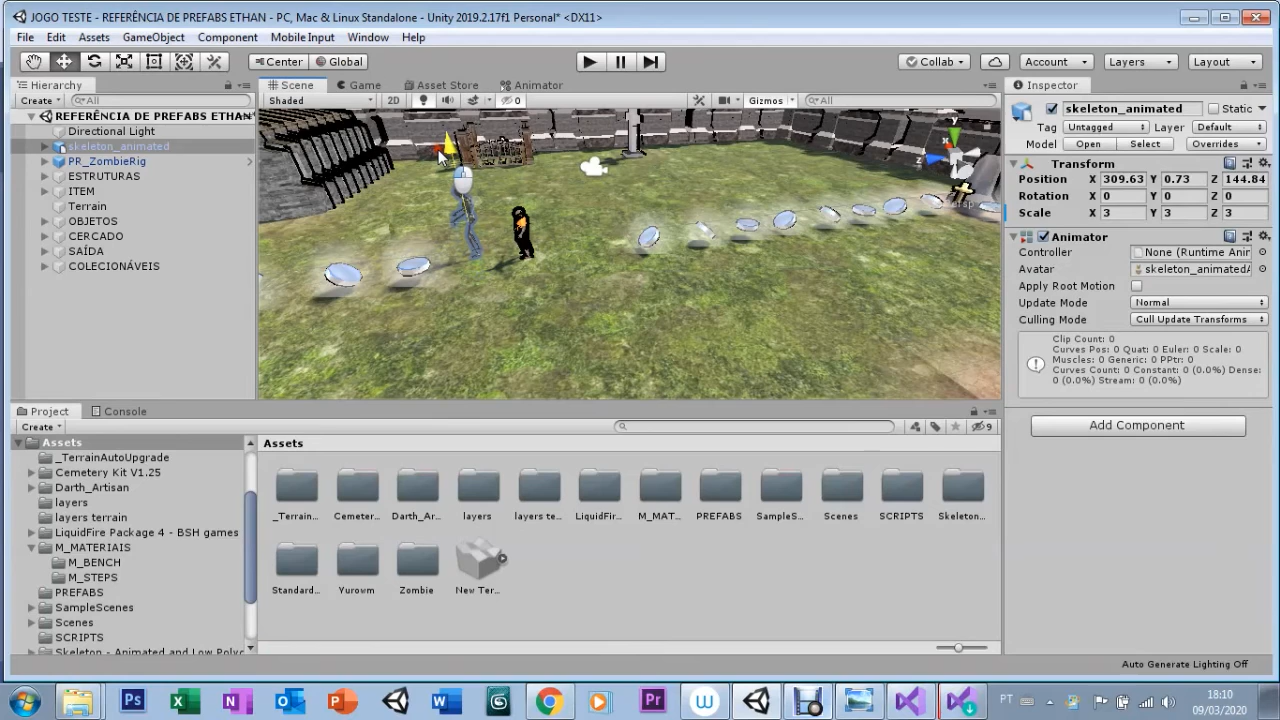 JOGO TESTE - REFERÊNCIA DE PREFABS ETHAN - PC, Mac & Linux Standalone - Unity 2019.2.17f1 Personal* <DX11>
File Edit Assets GameObject Component Mobile Input Window Help
Center Global Collab Account Layers Layout
Hierarchy Scene Game Asset Store Animator Inspector
Create All Shaded 2D 0 Gizmos All
REFERÊNCIA DE PREFABS ETHAN*
Directional Light
skeleton_animated
PR_ZombieRig
ESTRUTURAS
ITEM
Terrain
OBJETOS
CERCADO
SAÍDA
COLECIONÁVEIS
y
z
Persp
skeleton_animated Static
Tag Untagged Layer Default
Model Open Select Overrides
Transform
Position X 309.63 Y 0.73 Z 144.84
Rotation X 0 Y 0 Z 0
Scale X 3 Y 3 Z 3
Animator
Controller None (Runtime Anir
Avatar skeleton_animatedA
Apply Root Motion
Update Mode Normal
Culling Mode Cull Update Transforms
Clip Count: 0
Curves Pos: 0 Quat: 0 Euler: 0 Scale: 0
Muscles: 0 Generic: 0 PPtr: 0
Curves Count: 0 Constant: 0 (0.0%) Dense:
0 (0.0%) Stream: 0 (0.0%)
Add Component
Project Console
Create 9
Assets
_TerrainAutoUpgrade
Cemetery Kit V1.25
Darth_Artisan
layers
layers terrain
LiquidFire Package 4 - BSH games
M_MATERIAIS
M_BENCH
M_STEPS
PREFABS
SampleScenes
Scenes
SCRIPTS
Skeleton - Animated and Low Poly
Assets
_Terrain... Cemeter... Darth_Ar... layers layers te... LiquidFir... M_MAT... PREFABS SampleS... Scenes SCRIPTS Skeleton...
Standard... Yurowm Zombie New Ter...
Auto Generate Lighting Off
PT 18:10
09/03/2020